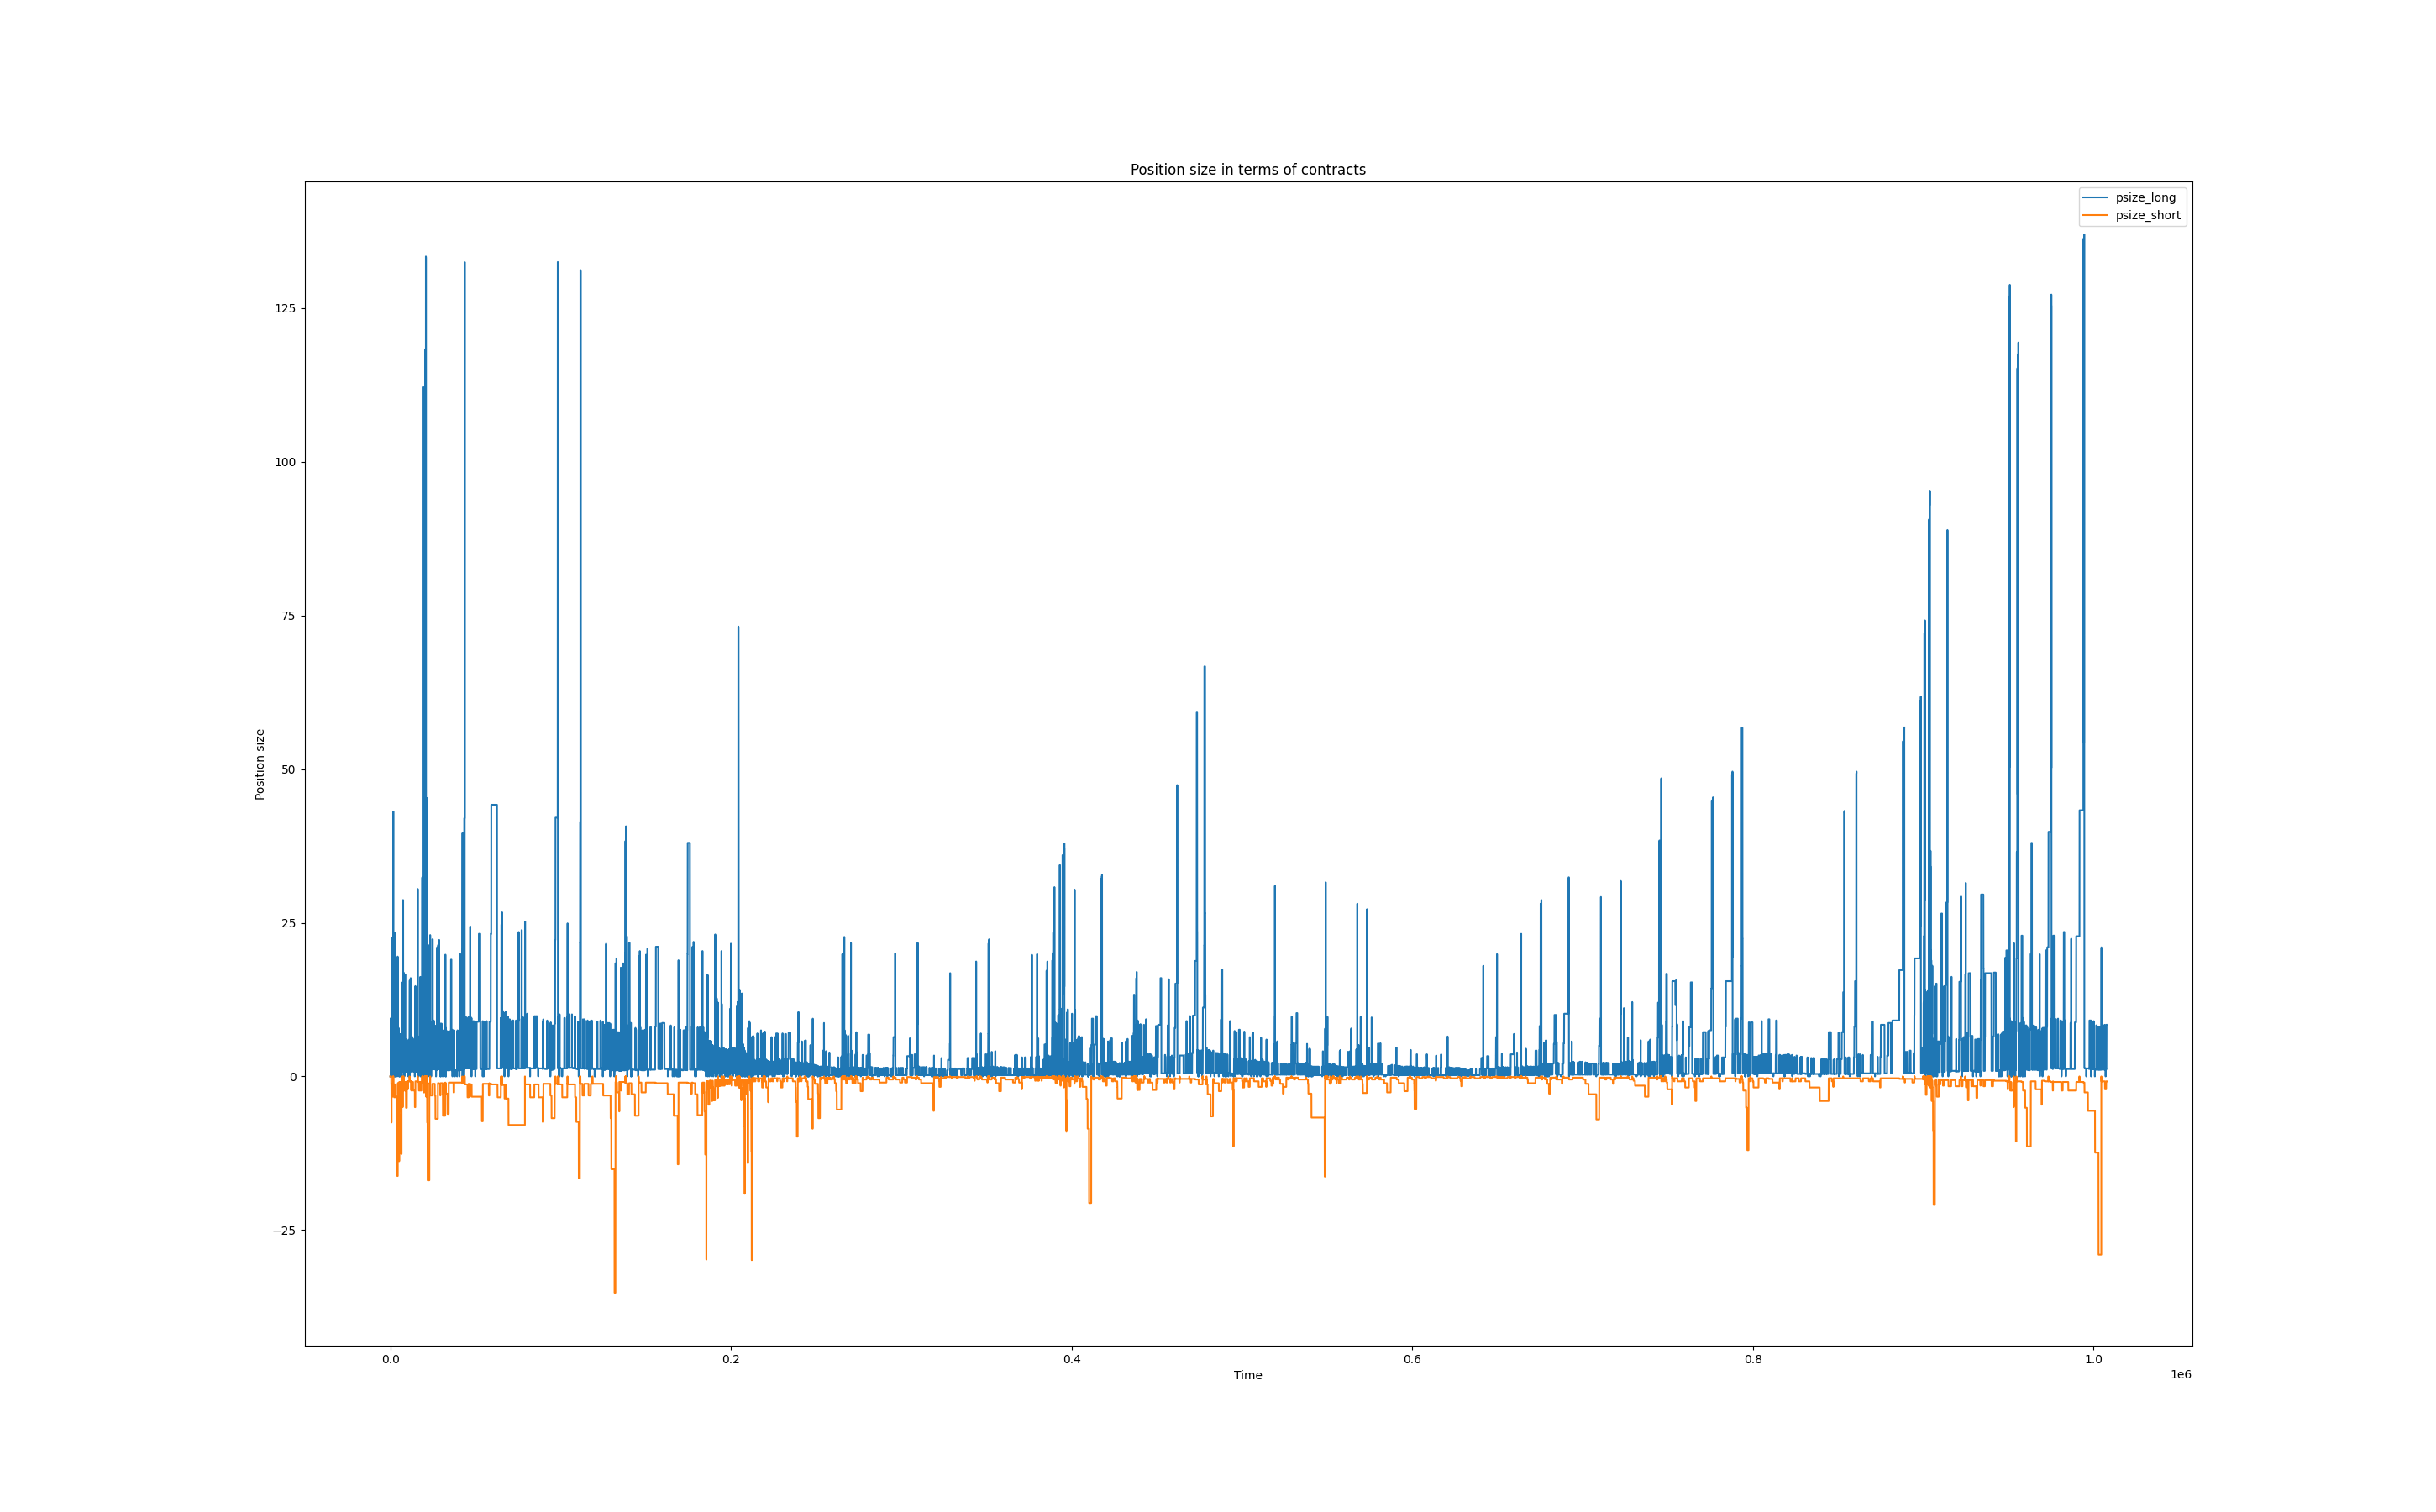 Position size in terms of contracts
psize_long
psize_short
125
100
75
50
25
0
−25
Position size
0.0
0.2
0.4
0.6
0.8
1.0
Time
1e6